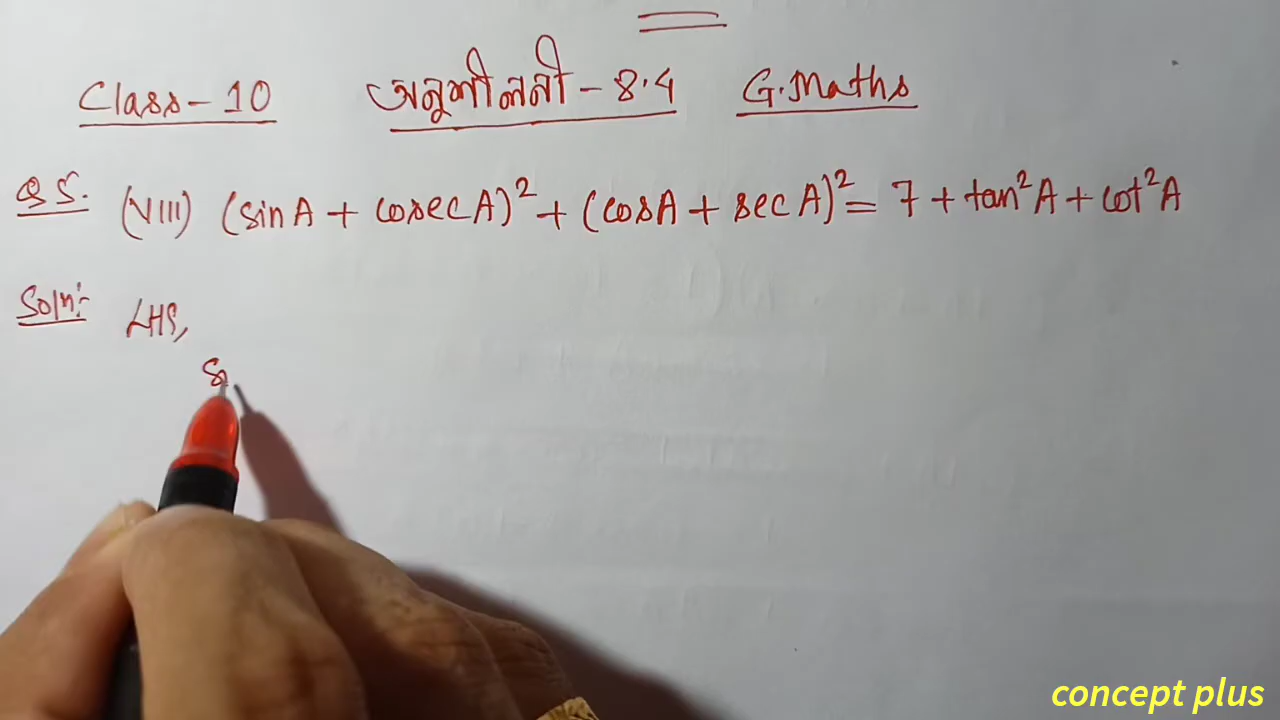 Class-10 অনুশীলনী-8.4 G.Maths
Q5. (VIII) (sinA + cosecA)² + (cosA + secA)² = 7 + tan²A + cot²A
Soln:- LHS,
S
concept plus